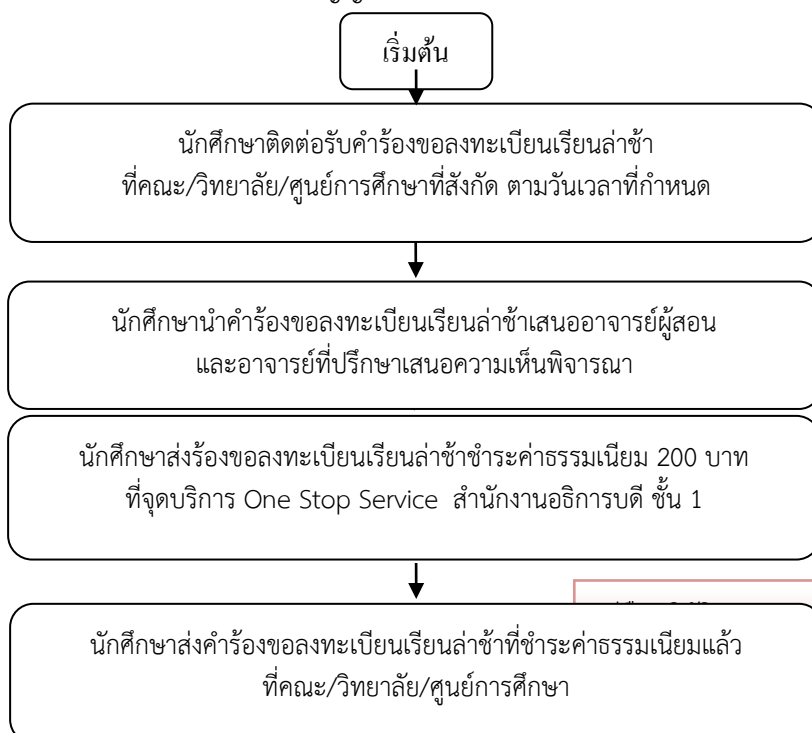 เริ่มต้น
นักศึกษาติดต่อรับคำร้องขอลงทะเบียนเรียนล่าช้า
ที่คณะ/วิทยาลัย/ศูนย์การศึกษาที่สังกัด ตามวันเวลาที่กำหนด
นักศึกษานำคำร้องขอลงทะเบียนเรียนล่าช้าเสนออาจารย์ผู้สอน
และอาจารย์ที่ปรึกษาเสนอความเห็นพิจารณา
นักศึกษาส่งร้องขอลงทะเบียนเรียนล่าช้าชำระค่าธรรมเนียม 200 บาท
ที่จุดบริการ One Stop Service สำนักงานอธิการบดี ชั้น 1
นักศึกษาส่งคำร้องขอลงทะเบียนเรียนล่าช้าที่ชำระค่าธรรมเนียมแล้ว
ที่คณะ/วิทยาลัย/ศูนย์การศึกษา